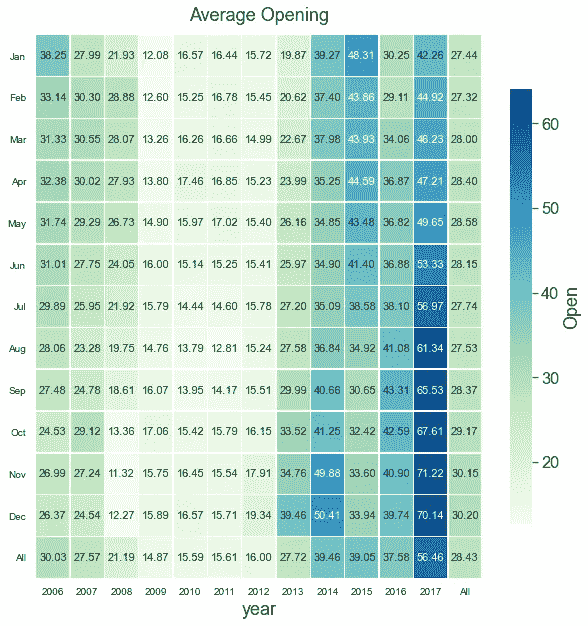 Average Opening
Jan 38.25 27.99 21.93 12.08 16.57 16.44 15.72 19.87 39.27 48.31 30.25 42.26 27.44
Feb 33.14 30.30 28.88 12.60 15.25 16.78 15.45 20.62 37.40 43.86 29.11 44.92 27.32
Mar 31.33 30.55 28.07 13.26 16.26 16.66 14.99 22.67 37.98 43.93 34.06 46.23 28.00
Apr 32.38 30.02 27.93 13.80 17.46 16.85 15.23 23.99 35.25 44.59 36.87 47.21 28.40
May 31.74 29.29 26.73 14.90 15.97 17.02 15.40 26.16 34.85 43.48 36.82 49.65 28.58
Jun 31.01 27.75 24.05 16.00 15.14 15.25 15.41 25.97 34.90 41.40 36.88 53.33 28.15
Jul 29.89 25.95 21.92 15.79 14.44 14.60 15.78 27.20 35.09 38.58 38.10 56.97 27.74
Aug 28.06 23.28 19.75 14.76 13.79 12.81 15.24 27.58 36.84 34.92 41.08 61.34 27.53
Sep 27.48 24.78 18.61 16.07 13.95 14.17 15.51 29.99 40.66 30.65 43.31 65.53 28.37
Oct 24.53 29.12 13.36 17.06 15.42 15.79 16.15 33.52 41.25 32.42 42.59 67.61 29.17
Nov 26.99 27.24 11.32 15.75 16.45 15.54 17.91 34.76 49.88 33.60 40.90 71.22 30.15
Dec 26.37 24.54 12.27 15.89 16.57 15.71 19.34 39.46 50.41 33.94 39.74 70.14 30.20
All 30.03 27.57 21.19 14.87 15.59 15.61 16.00 27.72 39.46 39.05 37.58 56.46 28.43
2006 2007 2008 2009 2010 2011 2012 2013 2014 2015 2016 2017 All
year
60
50
40
30
20
Open